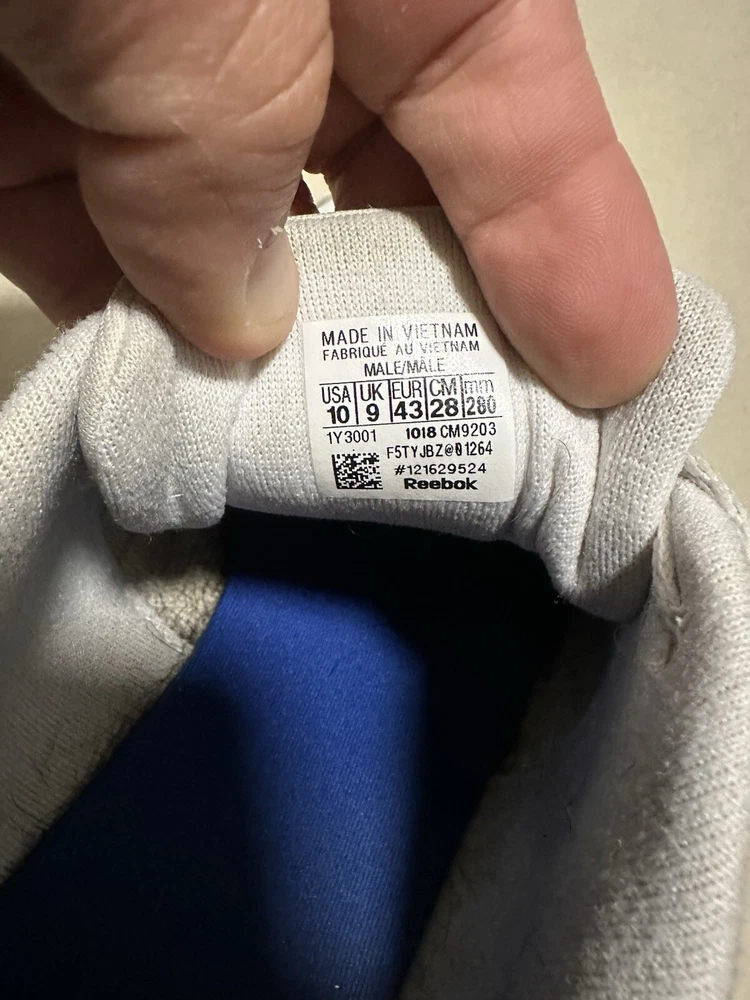 MADE IN VIETNAM
FABRIQUÉ AU VIETNAM
MALE/MÂLE
USA UK EUR CM mm
10 9 43 28 280
1Y3001 1018 CM9203
F5TYJBZ@01264
#121629524
Reebok